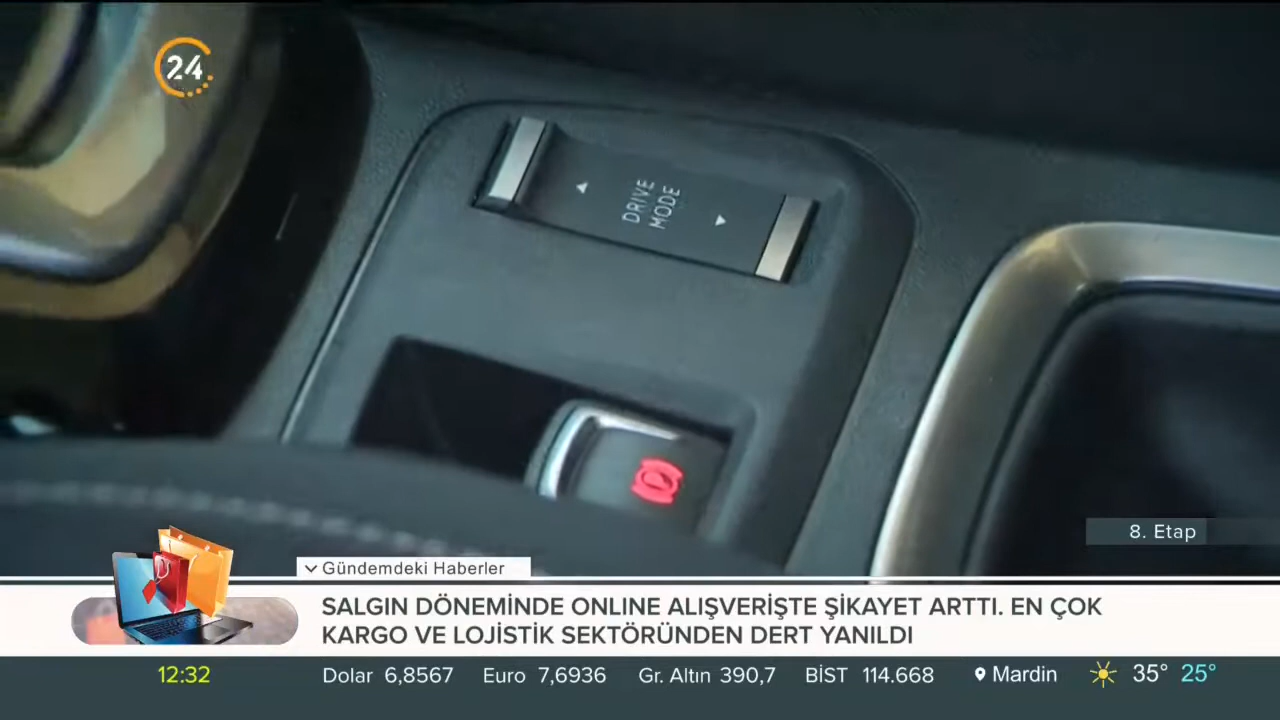 24
DRIVE
MODE
8. Etap
Gündemdeki Haberler
SALGIN DÖNEMİNDE ONLINE ALIŞVERİŞTE ŞİKAYET ARTTI. EN ÇOK
KARGO VE LOJİSTİK SEKTÖRÜNDEN DERT YANILDI
12:32 Dolar 6,8567 Euro 7,6936 Gr. Altın 390,7 BİST 114.668 Mardin 35° 25°